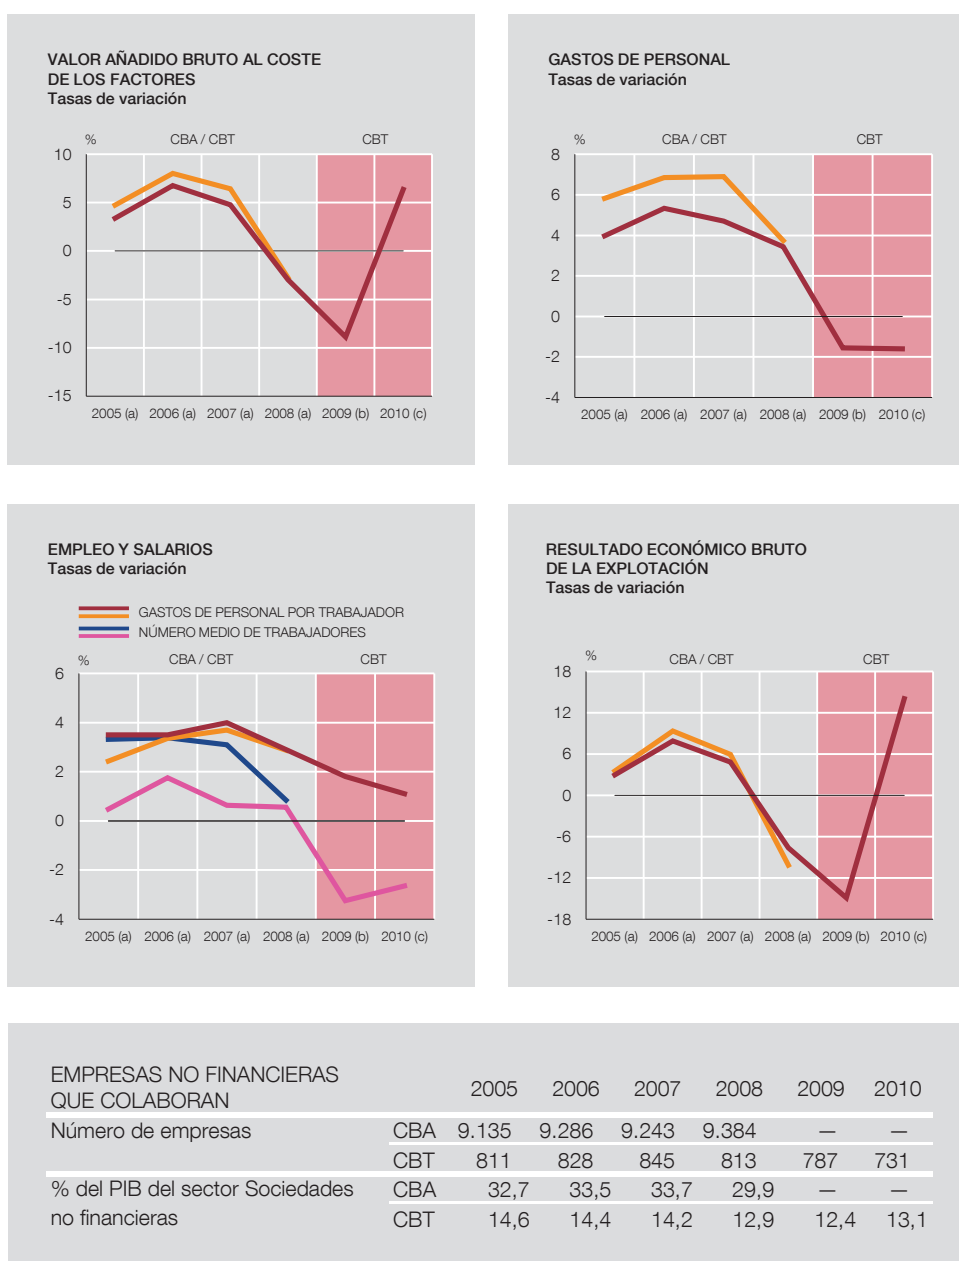 VALOR AÑADIDO BRUTO AL COSTE
DE LOS FACTORES
Tasas de variación
% CBA / CBT CBT
10
5
0
-5
-10
-15
2005 (a) 2006 (a) 2007 (a) 2008 (a) 2009 (b) 2010 (c)
GASTOS DE PERSONAL
Tasas de variación
% CBA / CBT CBT
8
6
4
2
0
-2
-4
2005 (a) 2006 (a) 2007 (a) 2008 (a) 2009 (b) 2010 (c)
EMPLEO Y SALARIOS
Tasas de variación
GASTOS DE PERSONAL POR TRABAJADOR
NÚMERO MEDIO DE TRABAJADORES
% CBA / CBT CBT
6
4
2
0
-2
-4
2005 (a) 2006 (a) 2007 (a) 2008 (a) 2009 (b) 2010 (c)
RESULTADO ECONÓMICO BRUTO
DE LA EXPLOTACIÓN
Tasas de variación
% CBA / CBT CBT
18
12
6
0
-6
-12
-18
2005 (a) 2006 (a) 2007 (a) 2008 (a) 2009 (b) 2010 (c)
EMPRESAS NO FINANCIERAS
QUE COLABORAN 2005 2006 2007 2008 2009 2010
Número de empresas CBA 9.135 9.286 9.243 9.384 — —
CBT 811 828 845 813 787 731
% del PIB del sector Sociedades CBA 32,7 33,5 33,7 29,9 — —
no financieras CBT 14,6 14,4 14,2 12,9 12,4 13,1